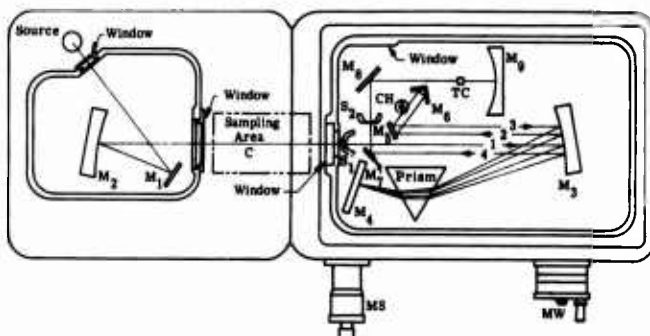 Source
Window
Window
Sampling
Area
C
M2
M1
Window
Window
M8
M9
CH
TC
S2
M5
M6
3
2
1
4
M7
Prism
M4
M3
MS
MW